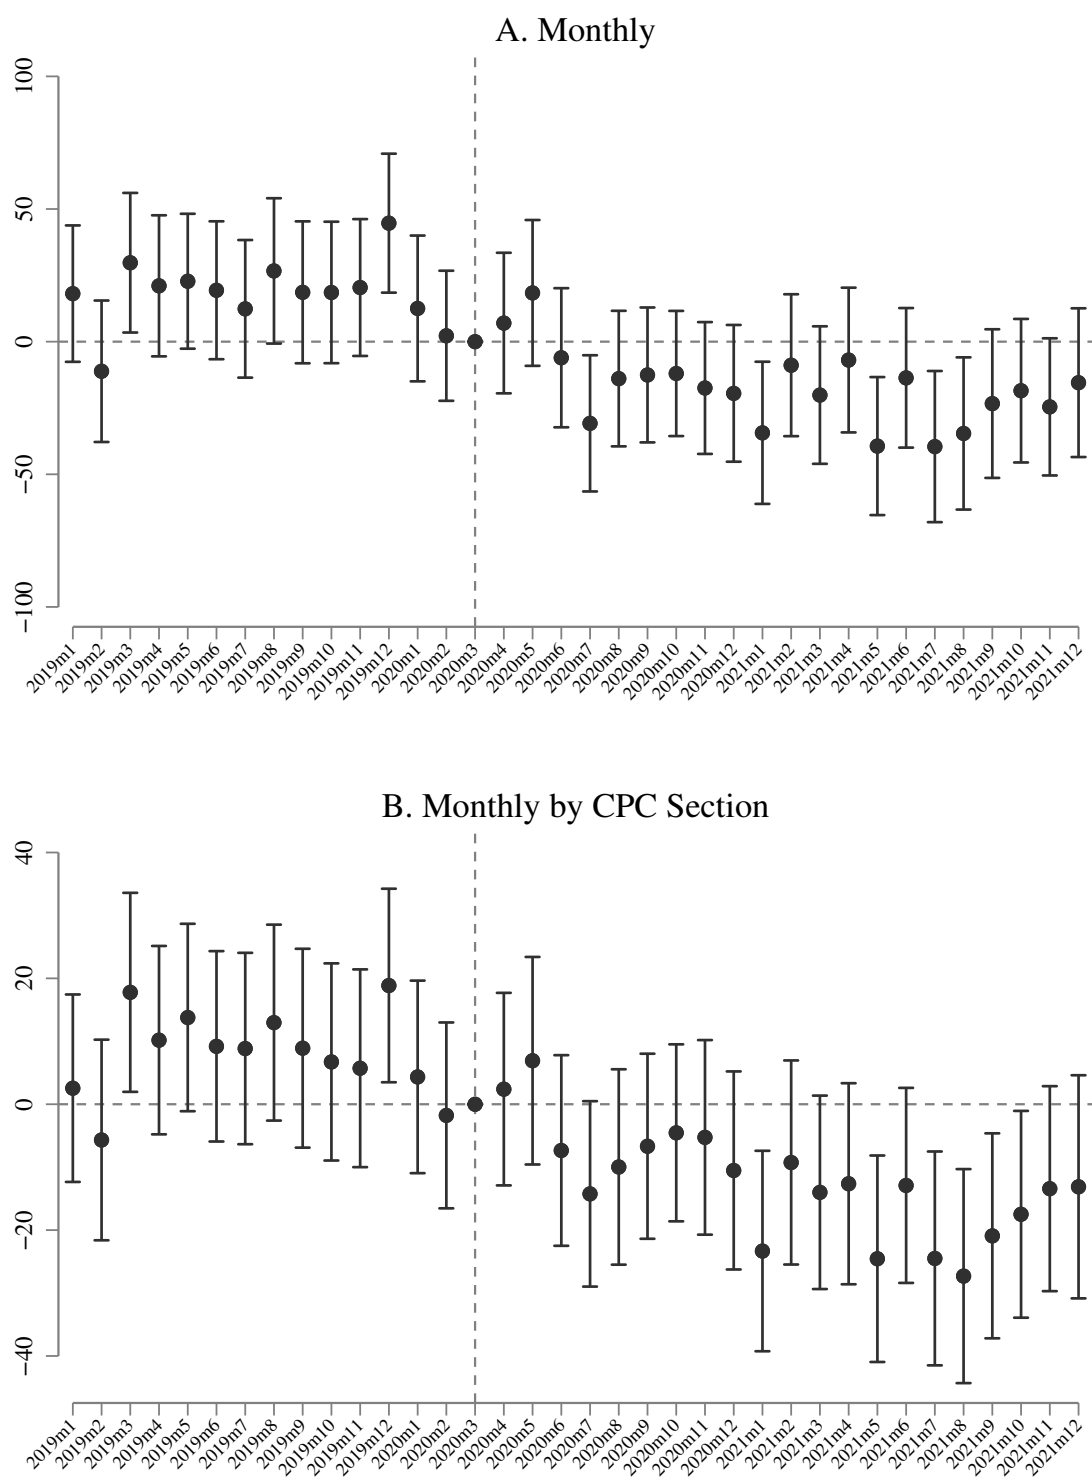 A. Monthly
100
50
0
−50
−100
2019m1
2019m2
2019m3
2019m4
2019m5
2019m6
2019m7
2019m8
2019m9
2019m10
2019m11
2019m12
2020m1
2020m2
2020m3
2020m4
2020m5
2020m6
2020m7
2020m8
2020m9
2020m10
2020m11
2020m12
2021m1
2021m2
2021m3
2021m4
2021m5
2021m6
2021m7
2021m8
2021m9
2021m10
2021m11
2021m12
B. Monthly by CPC Section
40
20
0
−20
−40
2019m1
2019m2
2019m3
2019m4
2019m5
2019m6
2019m7
2019m8
2019m9
2019m10
2019m11
2019m12
2020m1
2020m2
2020m3
2020m4
2020m5
2020m6
2020m7
2020m8
2020m9
2020m10
2020m11
2020m12
2021m1
2021m2
2021m3
2021m4
2021m5
2021m6
2021m7
2021m8
2021m9
2021m10
2021m11
2021m12